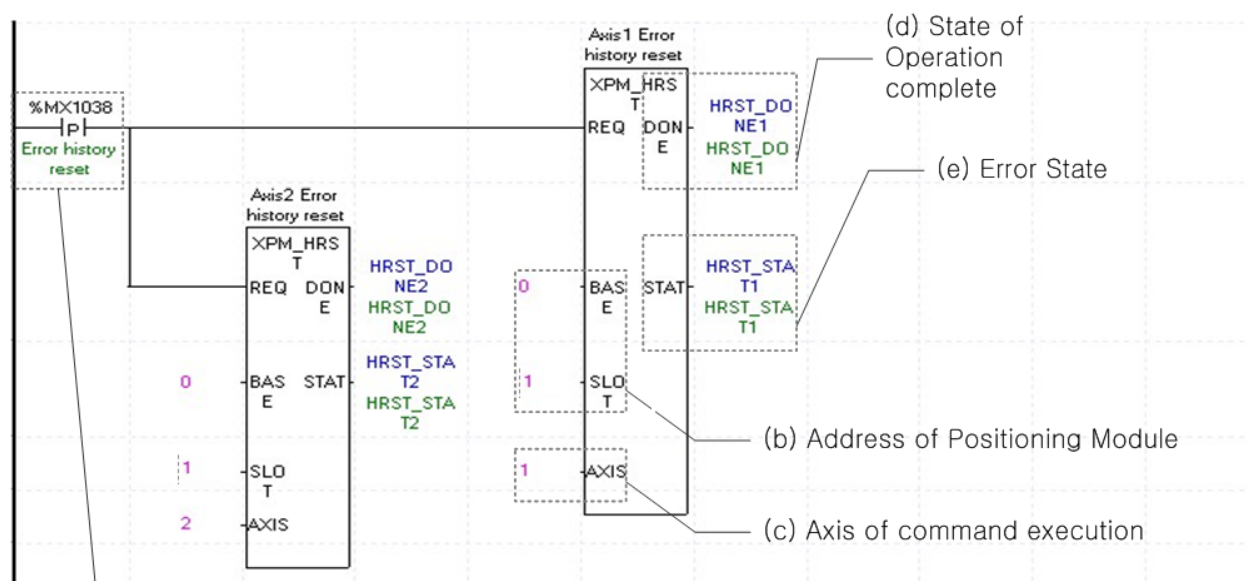 Axis1 Error
history reset
(d) State of
Operation
complete
%MX1038
P
Error history
reset
XPM_HRS
T
REQ DON
E
HRST_DO
NE1
HRST_DO
NE1
(e) Error State
Axis2 Error
history reset
XPM_HRS
T
REQ DON
E
HRST_DO
NE2
HRST_DO
NE2
0
BAS
E
STAT
HRST_STA
T1
HRST_STA
T1
0
BAS
E
STAT
HRST_STA
T2
HRST_STA
T2
1
SLO
T
(b) Address of Positioning Module
1
SLO
T
1
AXIS
2
AXIS
(c) Axis of command execution